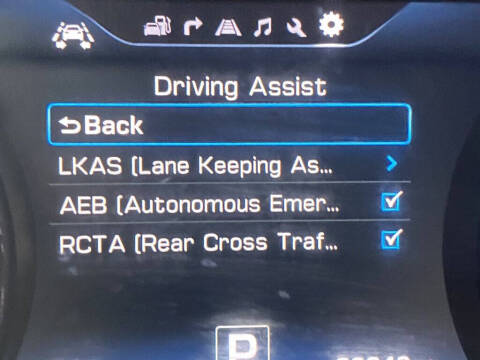 Driving Assist
Back
LKAS (Lane Keeping As...
AEB (Autonomous Emer...
RCTA (Rear Cross Traf...
P